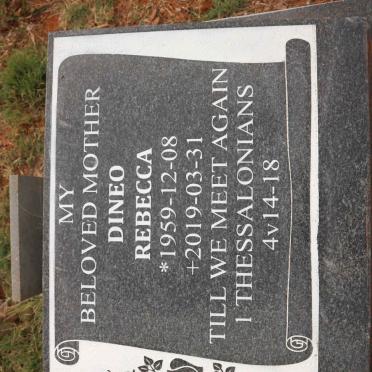 MY
BELOVED MOTHER
DINEO
REBECCA
*1959-12-08
+2019-03-31
TILL WE MEET AGAIN
1 THESSALONIANS
4v14-18